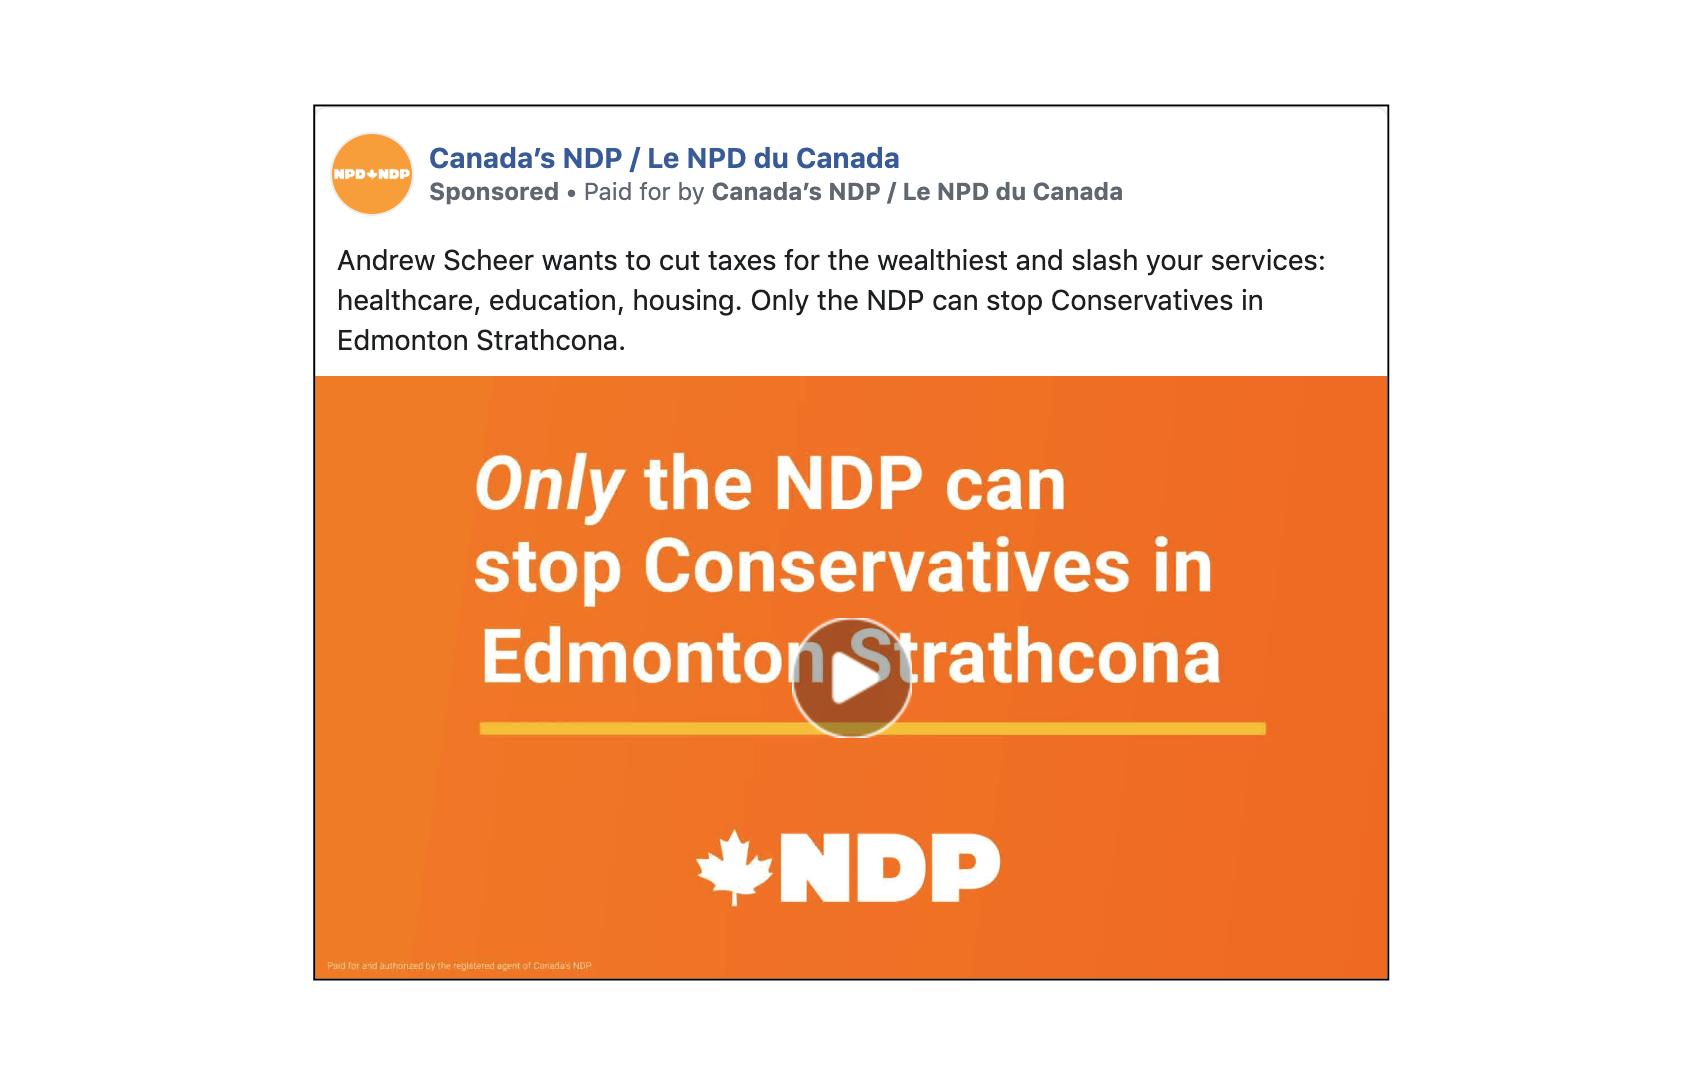 NPD NDP
Canada’s NDP / Le NPD du Canada
Sponsored • Paid for by Canada’s NDP / Le NPD du Canada
Andrew Scheer wants to cut taxes for the wealthiest and slash your services:
healthcare, education, housing. Only the NDP can stop Conservatives in
Edmonton Strathcona.
Only the NDP can
stop Conservatives in
Edmonton Strathcona
NDP
Paid for and authorized by the registered agent of Canada's NDP